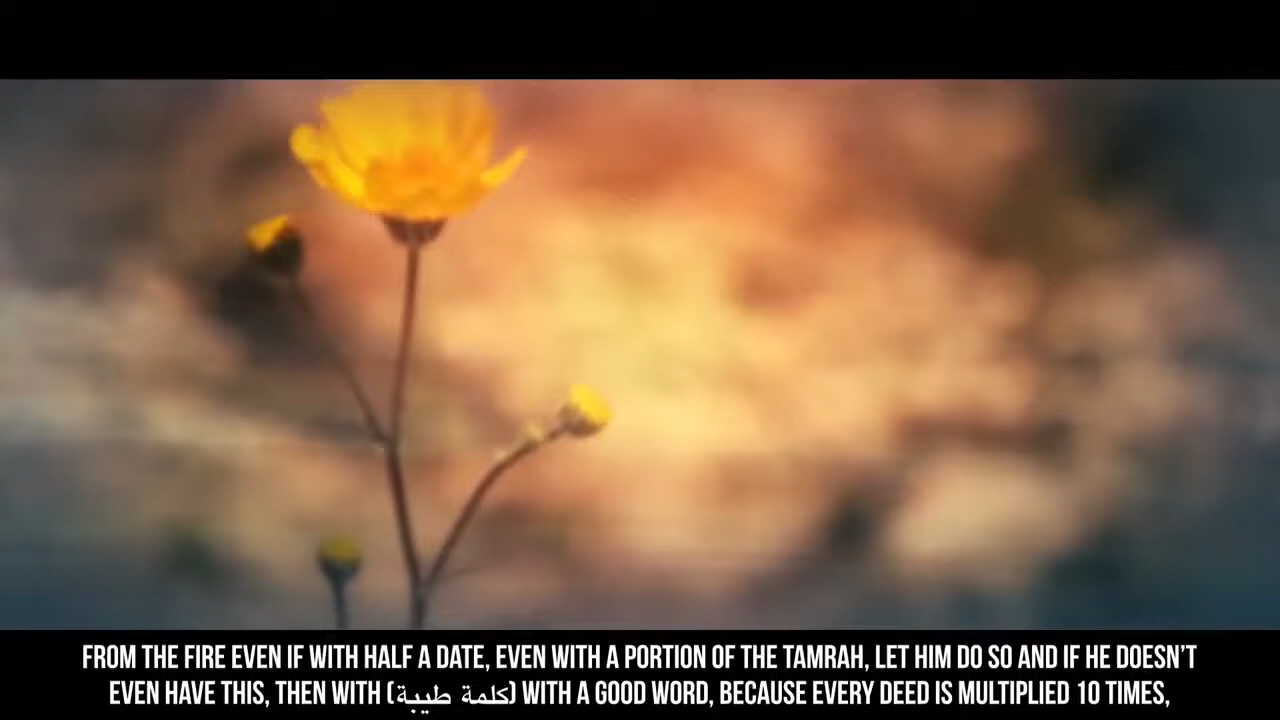 FROM THE FIRE EVEN IF WITH HALF A DATE, EVEN WITH A PORTION OF THE TAMRAH, LET HIM DO SO AND IF HE DOESN'T
EVEN HAVE THIS, THEN WITH (كلمة طيبة) WITH A GOOD WORD, BECAUSE EVERY DEED IS MULTIPLIED 10 TIMES,